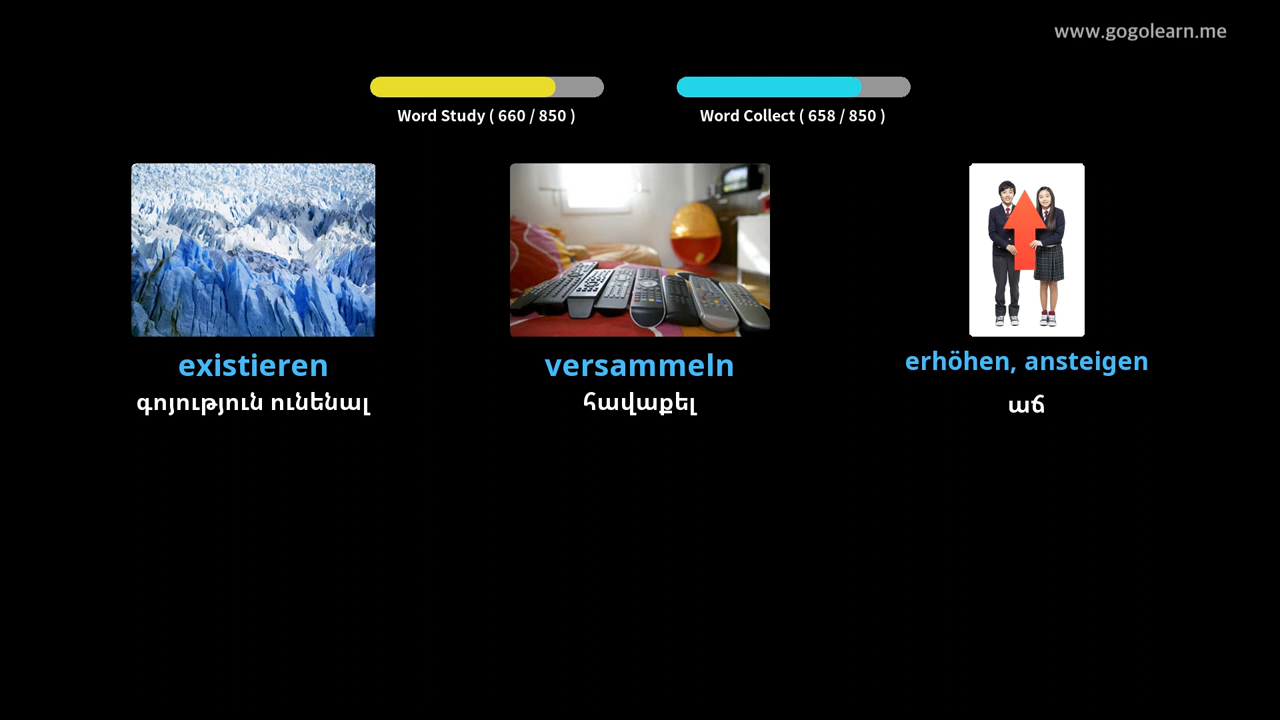 www.gogolearn.me
Word Study ( 660 / 850 )
Word Collect ( 658 / 850 )
existieren
գոյություն ունենալ
versammeln
հավաքել
erhöhen, ansteigen
աճ